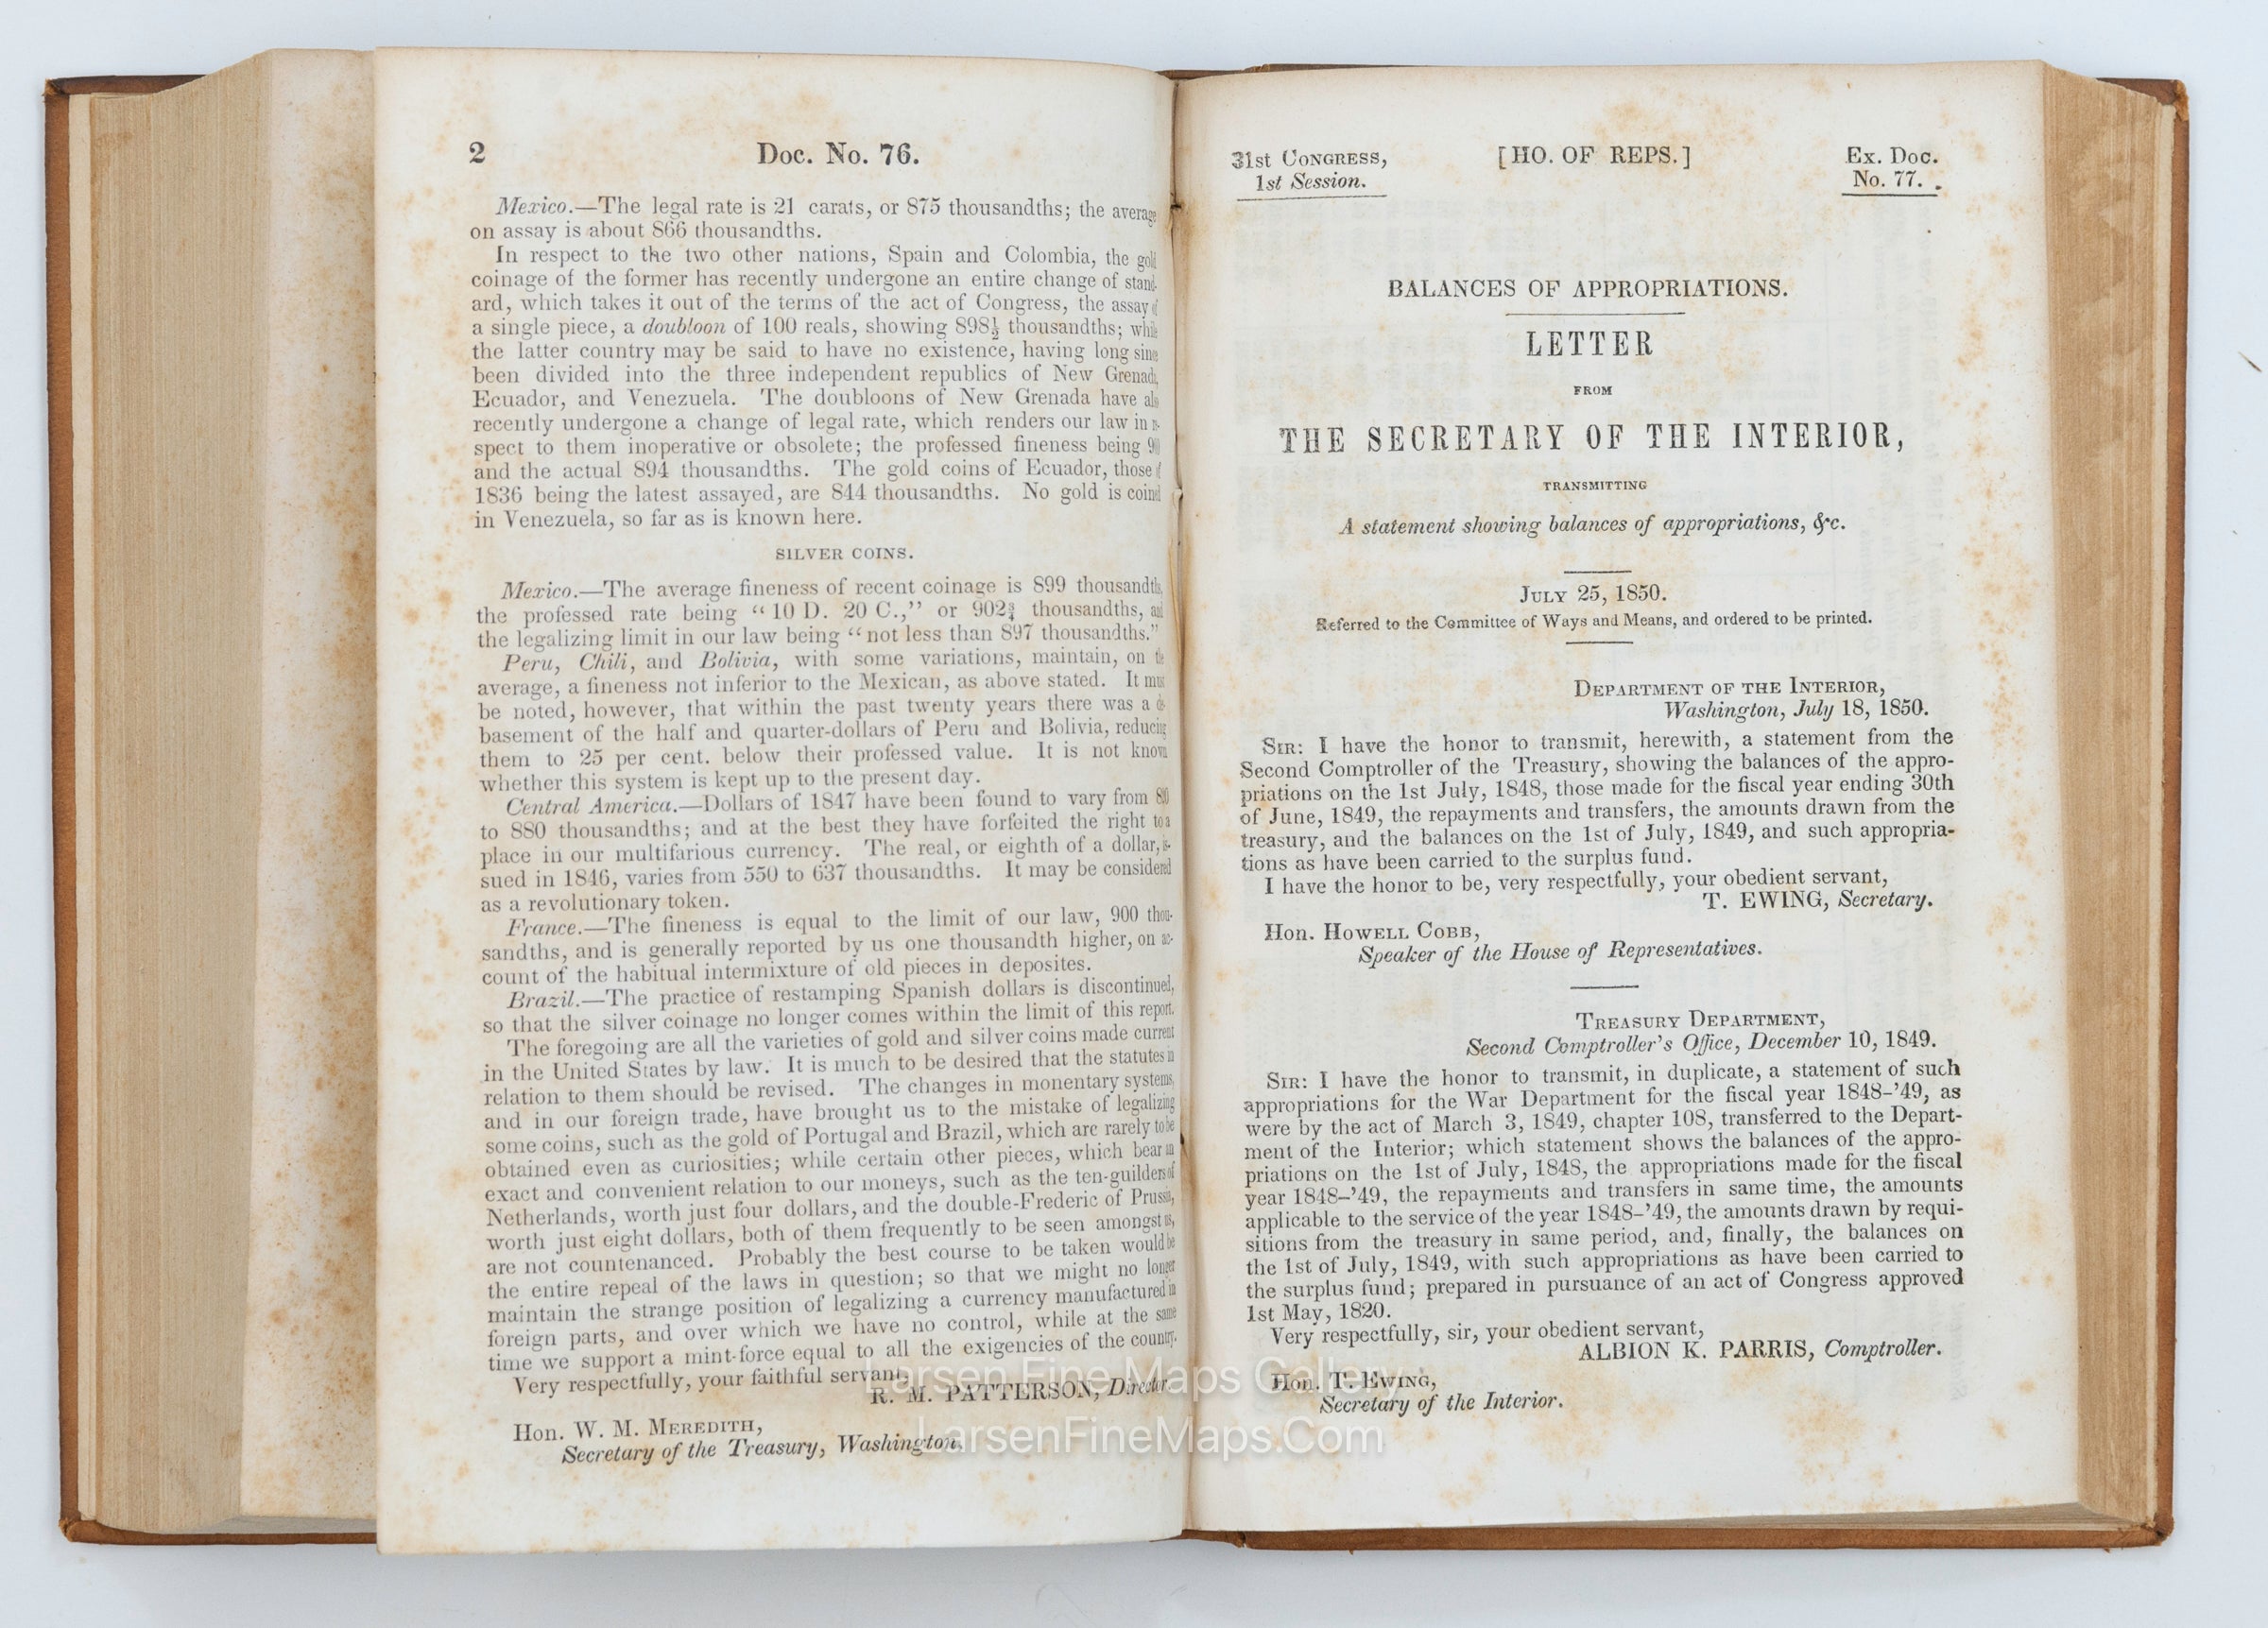 2 Doc. No. 76.
Mexico.—The legal rate is 21 carats, or 875 thousandths; the average
on assay is about 866 thousandths.
In respect to the two other nations, Spain and Colombia, the gold
coinage of the former has recently undergone an entire change of stand-
ard, which takes it out of the terms of the act of Congress, the assay of
a single piece, a doubloon of 100 reals, showing 898½ thousandths; while
the latter country may be said to have no existence, having long since
been divided into the three independent republics of New Grenada,
Ecuador, and Venezuela. The doubloons of New Grenada have also
recently undergone a change of legal rate, which renders our law in re-
spect to them inoperative or obsolete; the professed fineness being
and the actual 894 thousandths. The gold coins of Ecuador, those of
1836 being the latest assayed, are 844 thousandths. No gold is coined
in Venezuela, so far as is known here.
SILVER COINS.
Mexico.—The average fineness of recent coinage is 899 thousandths,
the professed rate being “10 D. 20 C.,” or 902¾ thousandths, and
the legalizing limit in our law being “not less than 897 thousandths.”
Peru, Chili, and Bolivia, with some variations, maintain, on the
average, a fineness not inferior to the Mexican, as above stated. It must
be noted, however, that within the past twenty years there was a de-
basement of the half and quarter-dollars of Peru and Bolivia, reducing
them to 25 per cent. below their professed value. It is not known
whether this system is kept up to the present day.
Central America.—Dollars of 1847 have been found to vary from
to 880 thousandths; and at the best they have forfeited the right to a
place in our multifarious currency. The real, or eighth of a dollar, is-
sued in 1846, varies from 550 to 637 thousandths. It may be considered
as a revolutionary token.
France.—The fineness is equal to the limit of our law, 900 thou-
sandths, and is generally reported by us one thousandth higher, on ac-
count of the habitual intermixture of old pieces in deposites.
Brazil.—The practice of restamping Spanish dollars is discontinued,
so that the silver coinage no longer comes within the limit of this report.
The foregoing are all the varieties of gold and silver coins made current
in the United States by law. It is much to be desired that the statutes in
relation to them should be revised. The changes in monentary systems,
and in our foreign trade, have brought us to the mistake of legalizing
some coins, such as the gold of Portugal and Brazil, which are rarely to be
obtained even as curiosities; while certain other pieces, which bear an
exact and convenient relation to our moneys, such as the ten-guilders of
Netherlands, worth just four dollars, and the double-Frederic of Prussia,
worth just eight dollars, both of them frequently to be seen amongst us,
are not countenanced. Probably the best course to be taken would be
the entire repeal of the laws in question; so that we might no longer
maintain the strange position of legalizing a currency manufactured in
foreign parts, and over which we have no control, while at the same
time we support a mint-force equal to all the exigencies of the country.
Very respectfully, your faithful servant,
R. M. PATTERSON, Director.
Hon. W. M. MEREDITH,
Secretary of the Treasury, Washington.
31st CONGRESS, [HO. OF REPS.] Ex. Doc.
1st Session. No. 77.
BALANCES OF APPROPRIATIONS.
LETTER
FROM
THE SECRETARY OF THE INTERIOR,
TRANSMITTING
A statement showing balances of appropriations, &c.
JULY 25, 1850.
Referred to the Committee of Ways and Means, and ordered to be printed.
DEPARTMENT OF THE INTERIOR,
Washington, July 18, 1850.
SIR: I have the honor to transmit, herewith, a statement from the
Second Comptroller of the Treasury, showing the balances of the appro-
priations on the 1st July, 1848, those made for the fiscal year ending 30th
of June, 1849, the repayments and transfers, the amounts drawn from the
treasury, and the balances on the 1st of July, 1849, and such appropria-
tions as have been carried to the surplus fund.
I have the honor to be, very respectfully, your obedient servant,
T. EWING, Secretary.
Hon. HOWELL COBB,
Speaker of the House of Representatives.
TREASURY DEPARTMENT,
Second Comptroller's Office, December 10, 1849.
SIR: I have the honor to transmit, in duplicate, a statement of such
appropriations for the War Department for the fiscal year 1848-'49, as
were by the act of March 3, 1849, chapter 108, transferred to the Depart-
ment of the Interior; which statement shows the balances of the appro-
priations on the 1st of July, 1848, the appropriations made for the fiscal
year 1848-'49, the repayments and transfers in same time, the amounts
applicable to the service of the year 1848-'49, the amounts drawn by requi-
sitions from the treasury in same period, and, finally, the balances on
the 1st of July, 1849, with such appropriations as have been carried to
the surplus fund; prepared in pursuance of an act of Congress approved
1st May, 1820.
Very respectfully, sir, your obedient servant,
ALBION K. PARRIS, Comptroller.
Hon. T. EWING,
Secretary of the Interior.
Larsen Fine Maps Gallery
LarsenFineMaps.Com